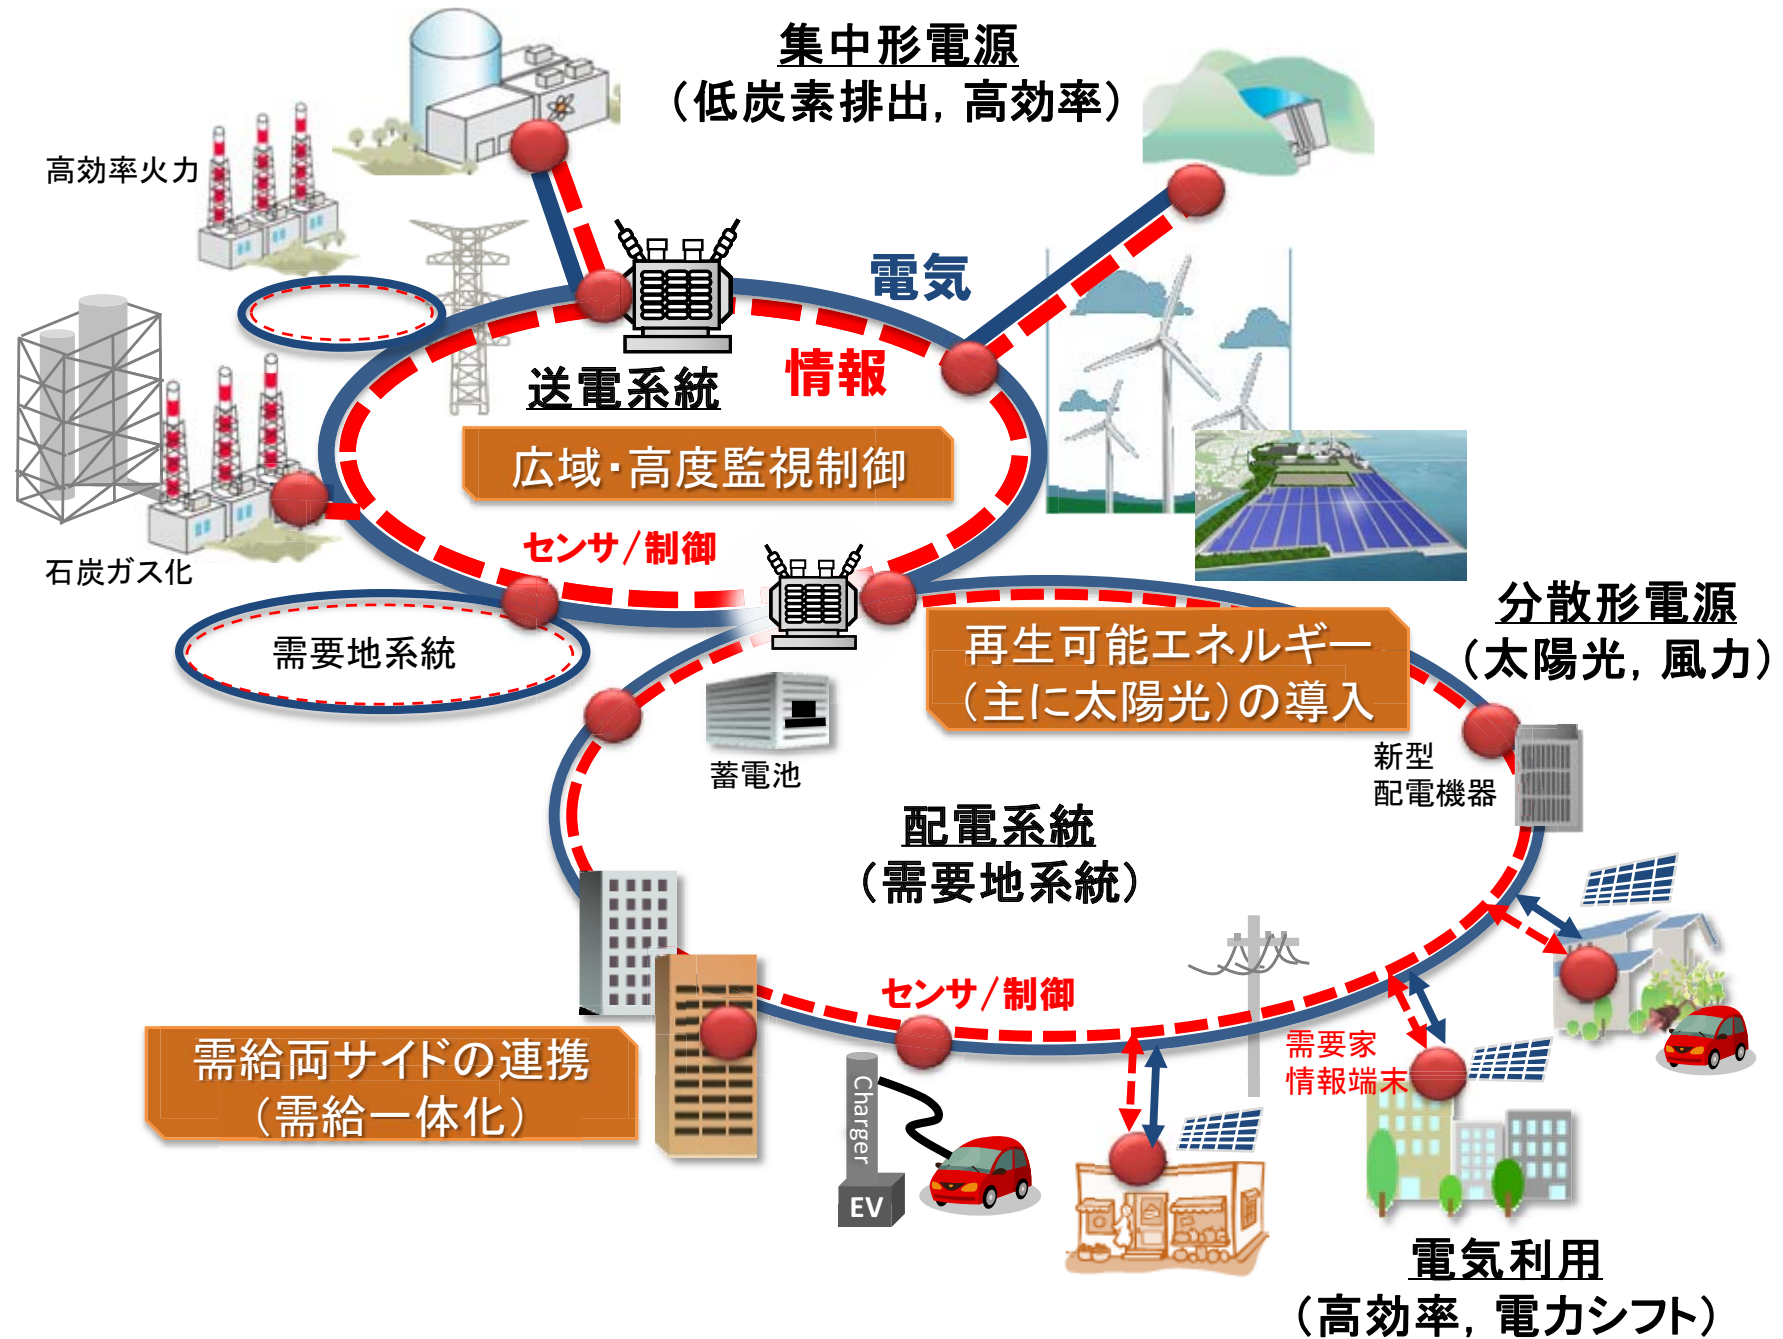 集中形電源
（低炭素排出，高効率）
高効率火力
電気
情報
送電系統
広域・高度監視制御
センサ/制御
石炭ガス化
需要地系統
再生可能エネルギー
（主に太陽光）の導入
分散形電源
（太陽光，風力）
蓄電池
新型
配電機器
配電系統
（需要地系統）
センサ/制御
需給両サイドの連携
（需給一体化）
需要家
情報端末
Charger
EV
電気利用
（高効率，電力シフト）